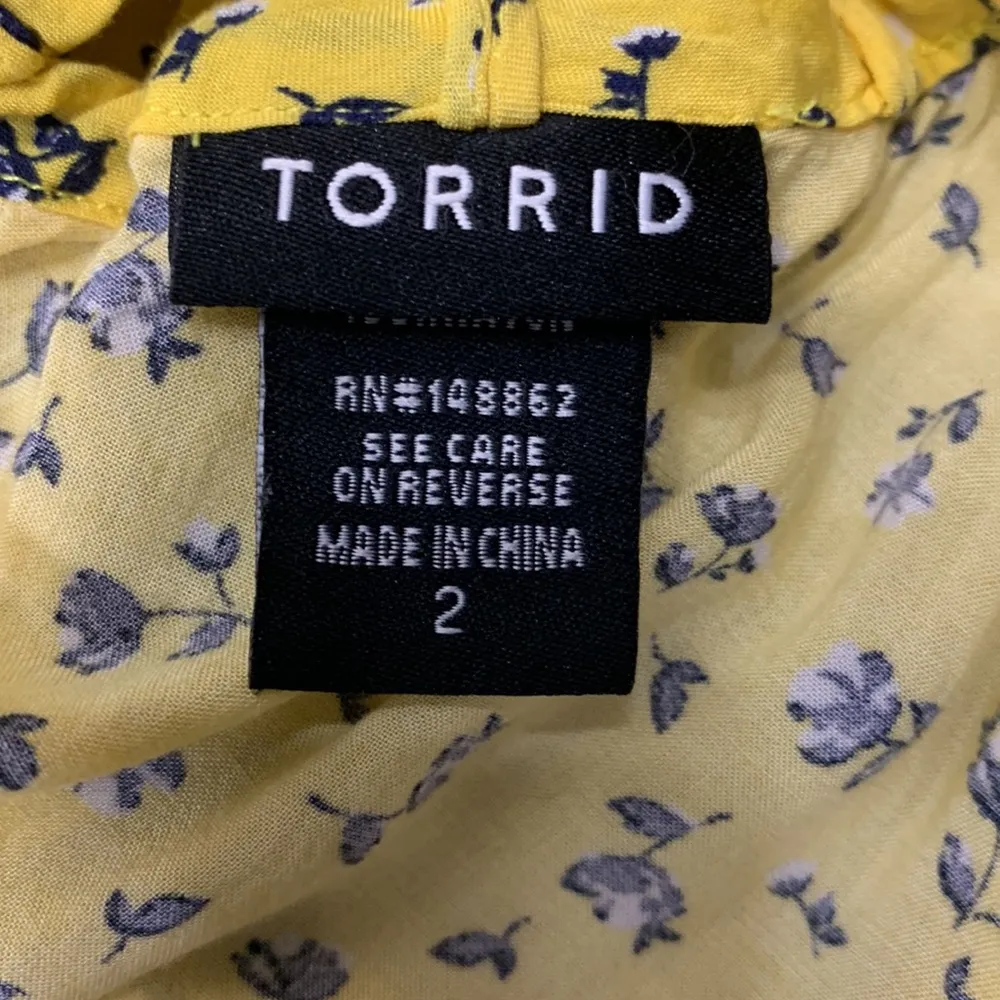 TORRID
RN#148862
SEE CARE
ON REVERSE
MADE IN CHINA
2